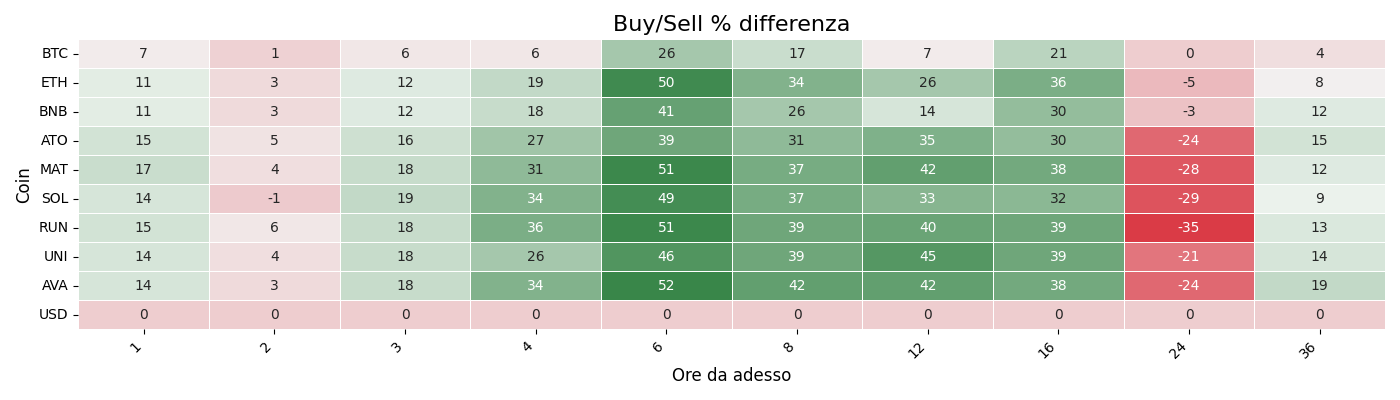 Buy/Sell % differenza
Coin
BTC 7 1 6 6 26 17 7 21 0 4
ETH 11 3 12 19 50 34 26 36 -5 8
BNB 11 3 12 18 41 26 14 30 -3 12
ATO 15 5 16 27 39 31 35 30 -24 15
MAT 17 4 18 31 51 37 42 38 -28 12
SOL 14 -1 19 34 49 37 33 32 -29 9
RUN 15 6 18 36 51 39 40 39 -35 13
UNI 14 4 18 26 46 39 45 39 -21 14
AVA 14 3 18 34 52 42 42 38 -24 19
USD 0 0 0 0 0 0 0 0 0 0
1 2 3 4 6 8 12 16 24 36
Ore da adesso